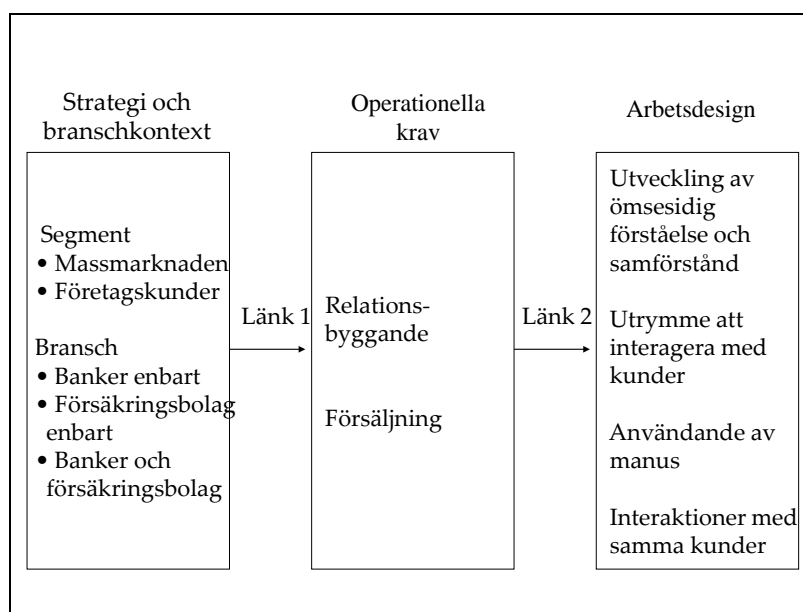 Strategi och
branschkontext
Segment
• Massmarknaden
• Företagskunder
Bransch
• Banker enbart
• Försäkringsbolag
enbart
• Banker och
försäkringsbolag
Länk 1
Operationella
krav
Relations-
byggande
Försäljning
Länk 2
Arbetsdesign
Utveckling av
ömsesidig
förståelse och
samförstånd
Utrymme att
interagera med
kunder
Användande av
manus
Interaktioner med
samma kunder